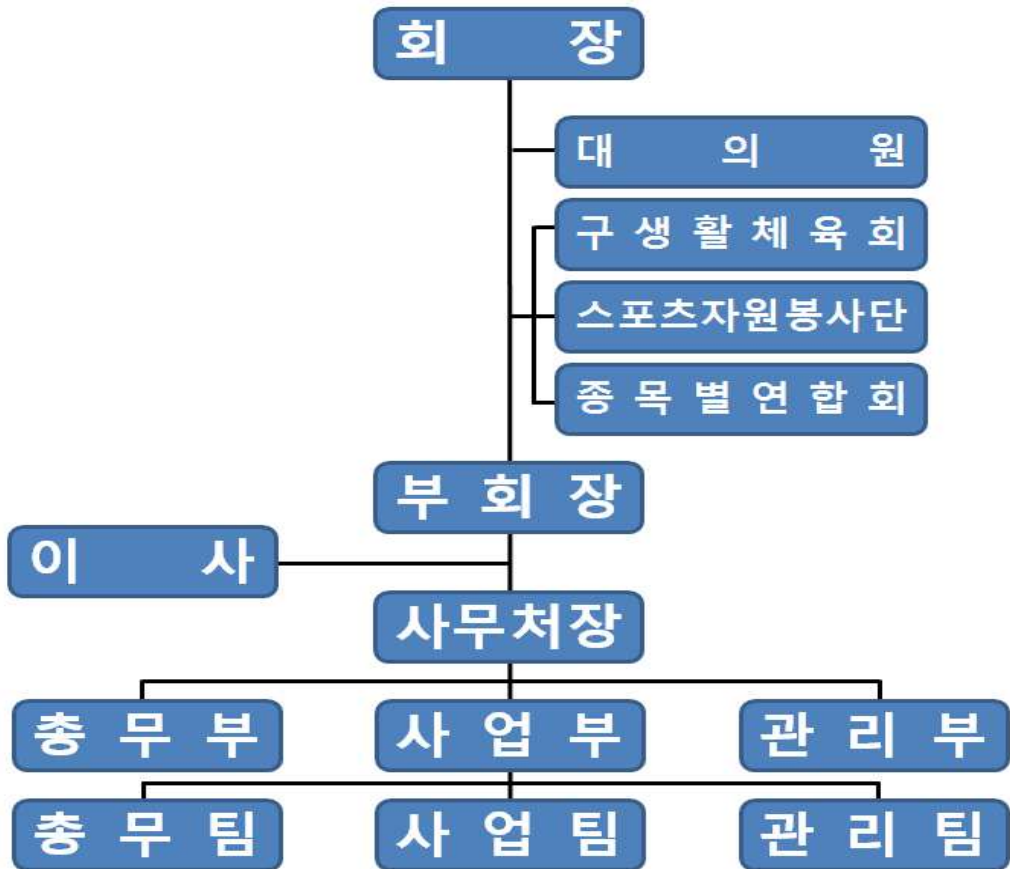 회 장
대 의 원
구 생 활 체 육 회
스포츠자원봉사단
종 목 별 연 합 회
부 회 장
이 사
사무처장
총 무 부 사 업 부 관 리 부
총 무 팀 사 업 팀 관 리 팀